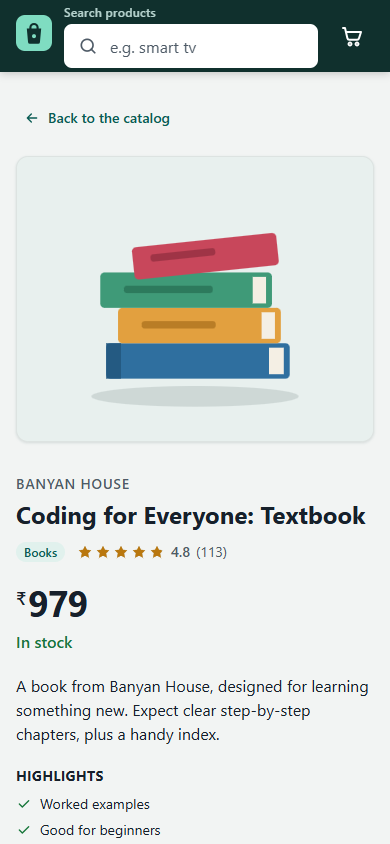 Search products
e.g. smart tv
Back to the catalog
BANYAN HOUSE
Coding for Everyone: Textbook
Books 4.8 (113)
₹979
In stock
A book from Banyan House, designed for learning
something new. Expect clear step-by-step
chapters, plus a handy index.
HIGHLIGHTS
Worked examples
Good for beginners